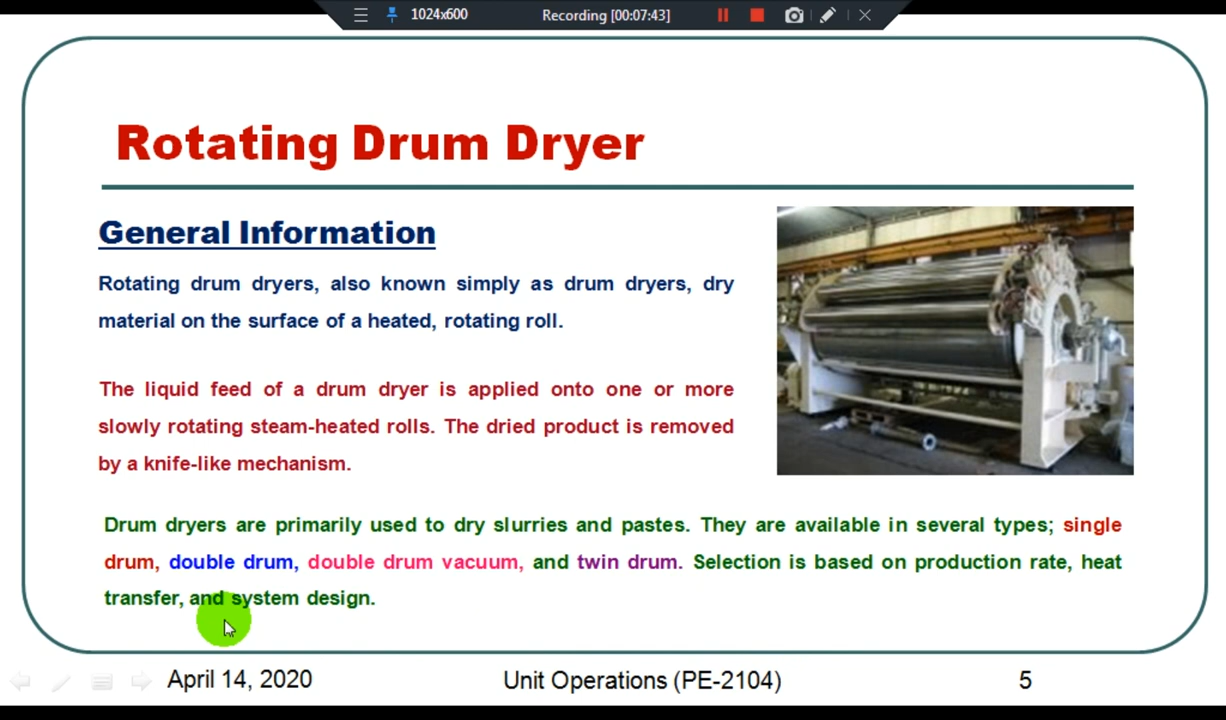 1024x600 Recording [00:07:43]
Rotating Drum Dryer
General Information
Rotating drum dryers, also known simply as drum dryers, dry
material on the surface of a heated, rotating roll.
The liquid feed of a drum dryer is applied onto one or more
slowly rotating steam-heated rolls. The dried product is removed
by a knife-like mechanism.
Drum dryers are primarily used to dry slurries and pastes. They are available in several types; single
drum, double drum, double drum vacuum, and twin drum. Selection is based on production rate, heat
transfer, and system design.
April 14, 2020 Unit Operations (PE-2104) 5